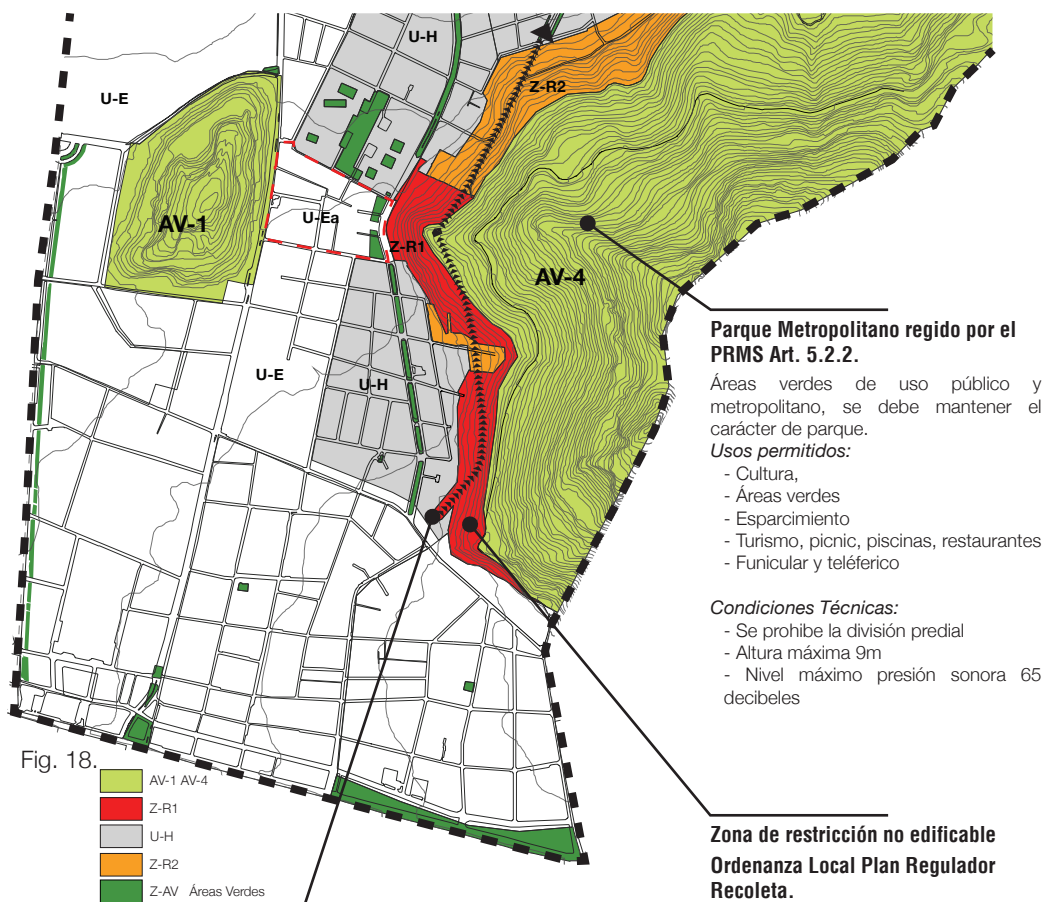 U-H
U-E
Z-R2
AV-1
U-Ea
Z-R1
AV-4
U-E
U-H
Parque Metropolitano regido por el
PRMS Art. 5.2.2.
Áreas verdes de uso público y
metropolitano, se debe mantener el
carácter de parque.
Usos permitidos:
- Cultura,
- Áreas verdes
- Esparcimiento
- Turismo, picnic, piscinas, restaurantes
- Funicular y teléferico
Condiciones Técnicas:
- Se prohibe la división predial
- Altura máxima 9m
- Nivel máximo presión sonora 65
decibeles
Fig. 18.
AV-1 AV-4
Z-R1
U-H
Z-R2
Z-AV Áreas Verdes
Zona de restricción no edificable
Ordenanza Local Plan Regulador
Recoleta.